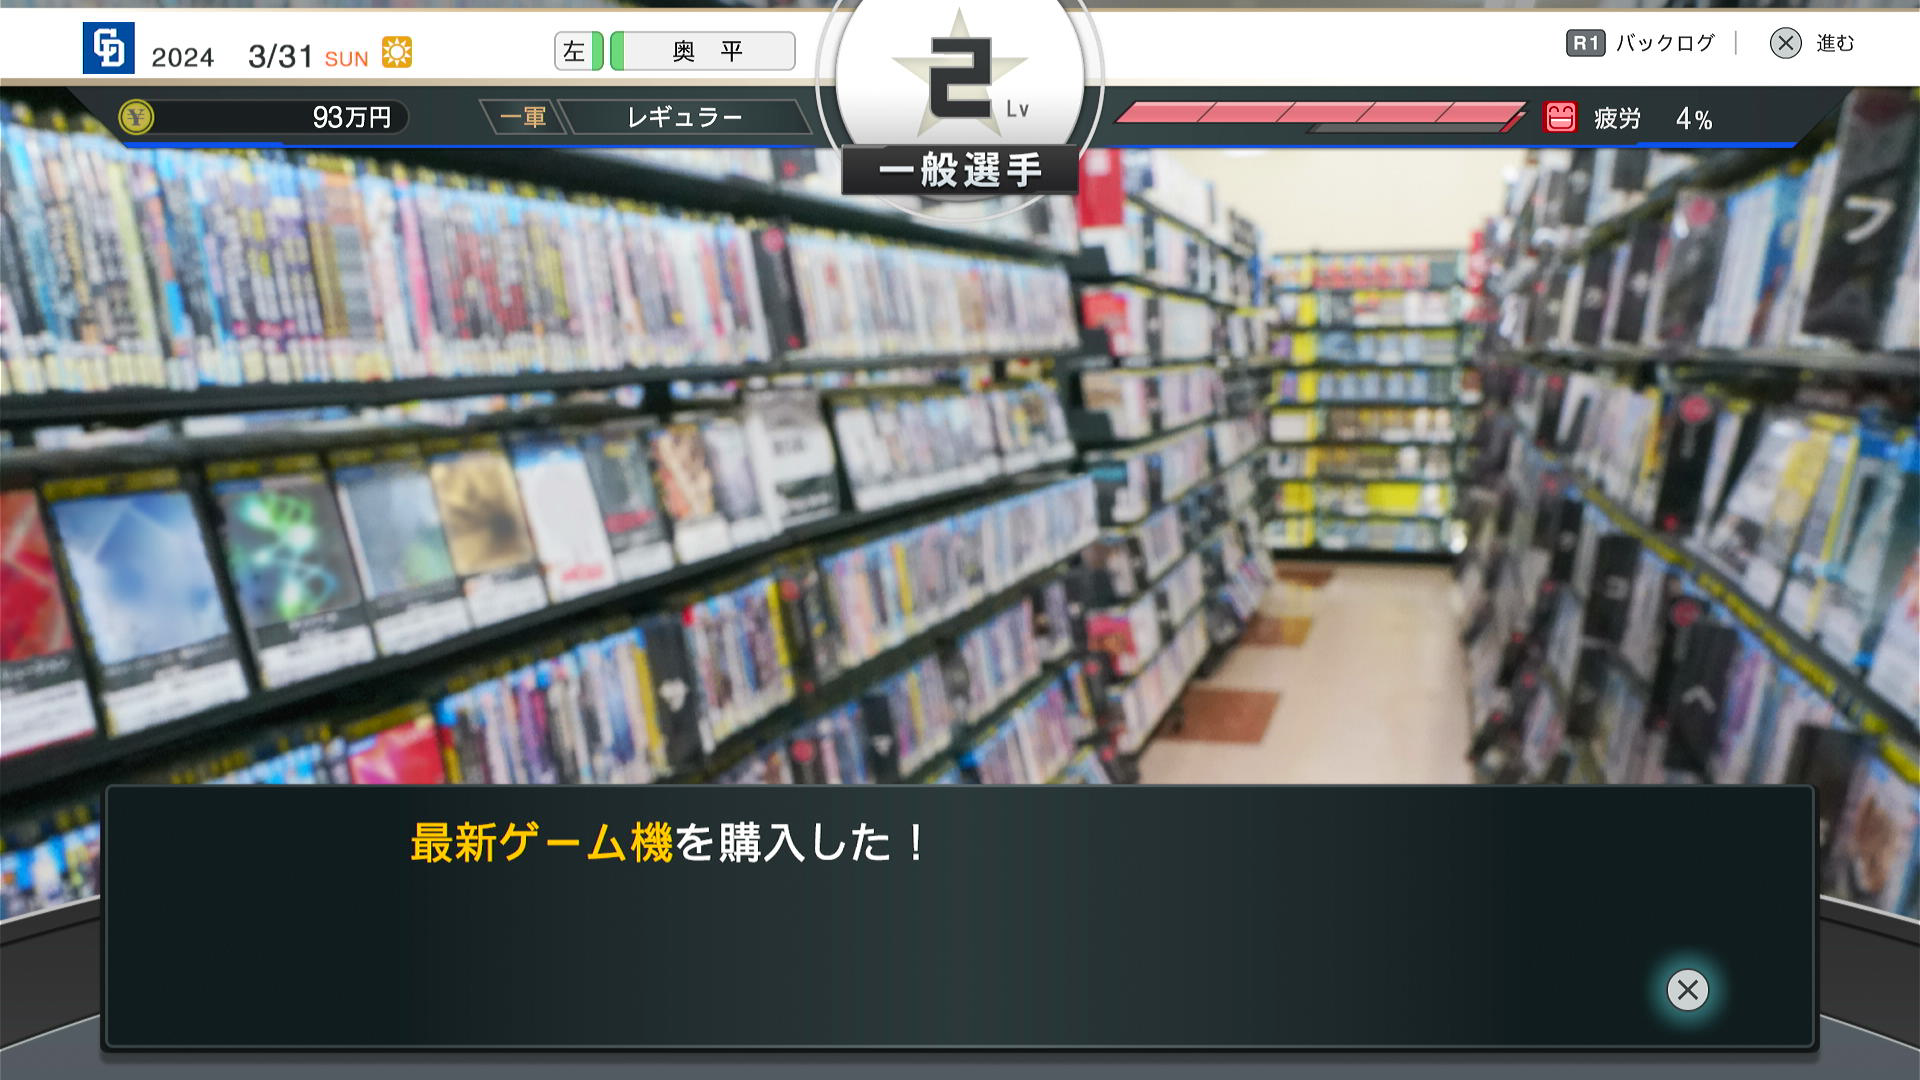 2024 3/31 SUN
左 奥 平
2 Lv
R1 バックログ
進む
¥ 93万円
一軍 レギュラー
疲労 4%
一般選手
フ
最新ゲーム機を購入した！